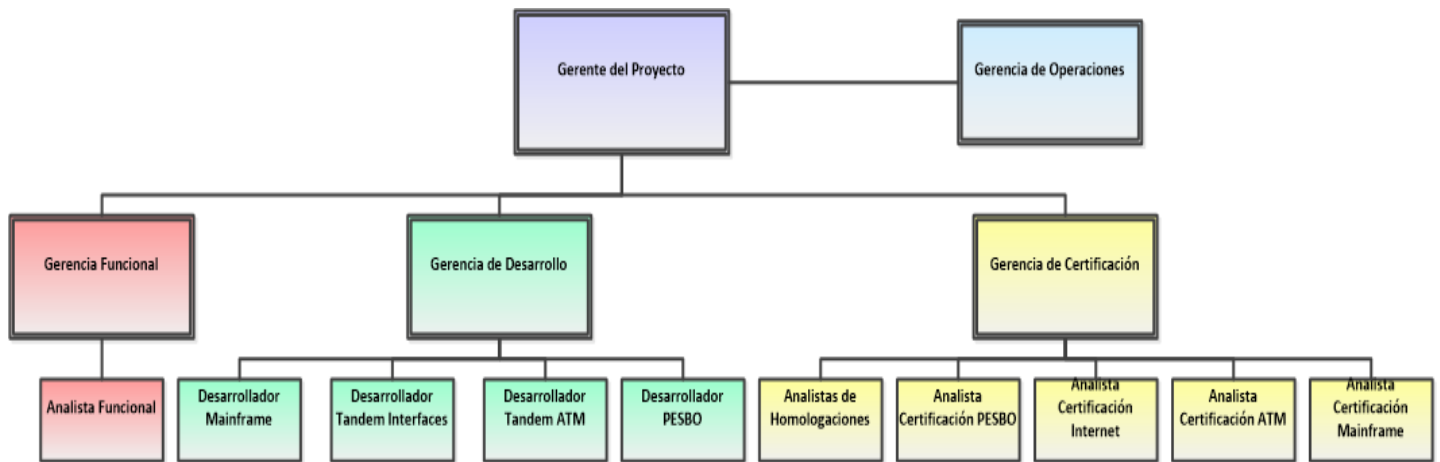 Gerente del Proyecto
Gerencia de Operaciones
Gerencia Funcional
Gerencia de Desarrollo
Gerencia de Certificación
Analista Funcional
Desarrollador
Mainframe
Desarrollador
Tandem Interfaces
Desarrollador
Tandem ATM
Desarrollador
PESBO
Analistas de
Homologaciones
Analista
Certificación PESBO
Analista
Certificación
Internet
Analista
Certificación ATM
Analista
Certificación
Mainframe